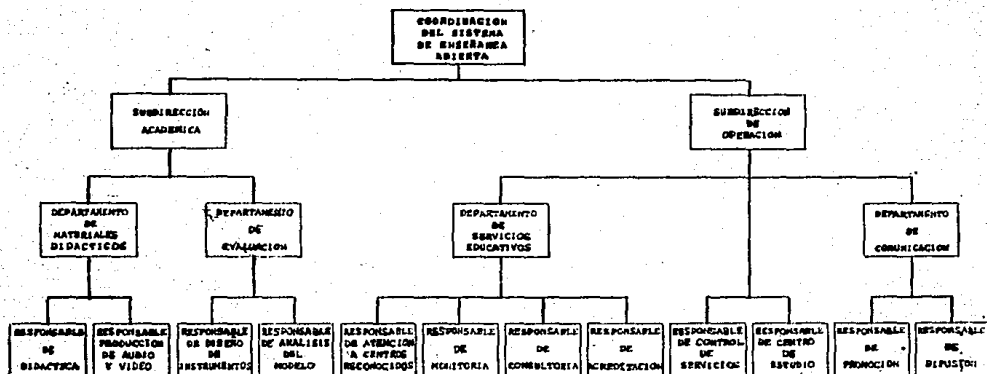 COORDINACION
DEL SISTEMA
DE ENSEÑANZA
ABIERTA
SUBDIRECCIÓN
ACADEMICA
SUBDIRECCIÓN
DE
OPERACION
DEPARTAMENTO
DE
MATERIALES
DIDACTICOS
DEPARTAMENTO
DE
EVALUACION
DEPARTAMENTO
DE
SERVICIOS
EDUCATIVOS
DEPARTAMENTO
DE
COMUNICACION
RESPONSABLE
DE
DIDACTICA
RESPONSABLE
PRODUCCION
DE AUDIO
Y VIDEO
RESPONSABLE
DE DISEÑO
DE
INSTRUMENTOS
RESPONSABLE
DE ANALISIS
DEL
MODELO
RESPONSABLE
DE ATENCION
A CENTROS
RECONOCIDOS
RESPONSABLE
DE
MONITORIA
RESPONSABLE
DE
CONSULTORIA
RESPONSABLE
DE
ACREDITACION
RESPONSABLE
DE CONTROL
DE
SERVICIOS
RESPONSABLE
DE CENTRO
DE
ESTUDIO
RESPONSABLE
DE
PROMOCION
RESPONSABLE
DE
DIFUSION